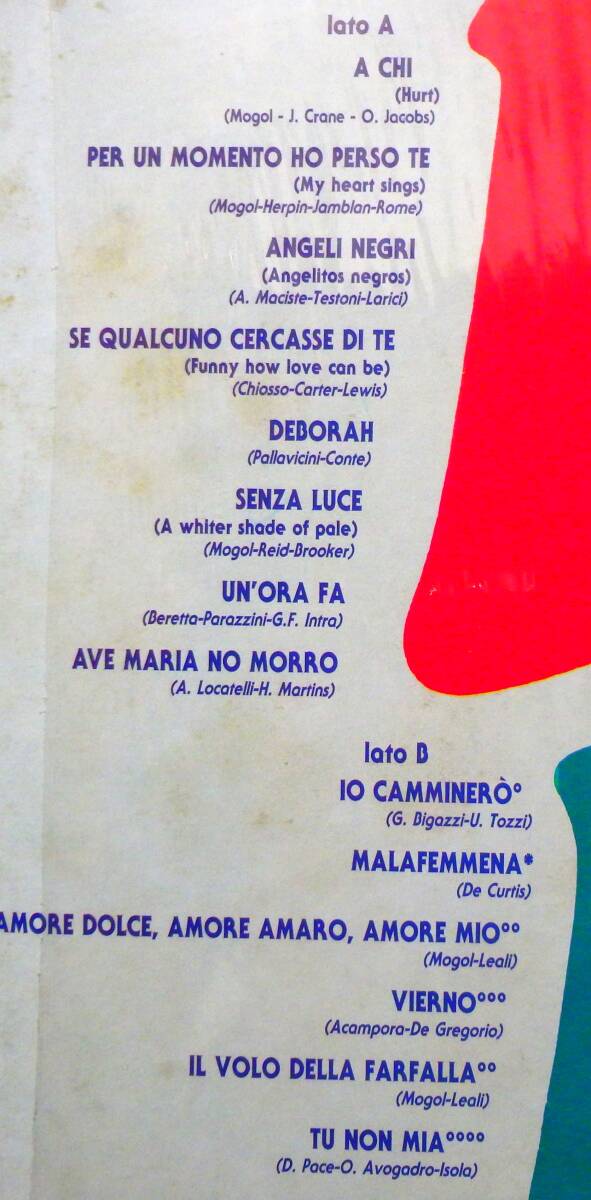 lato A
A CHI
(Hurt)
(Mogol - J. Crane - O. Jacobs)
PER UN MOMENTO HO PERSO TE
(My heart sings)
(Mogol-Herpin-Jamblan-Rome)
ANGELI NEGRI
(Angelitos negros)
(A. Maciste-Testoni-Larici)
SE QUALCUNO CERCASSE DI TE
(Funny how love can be)
(Chiosso-Carter-Lewis)
DEBORAH
(Pallavicini-Conte)
SENZA LUCE
(A whiter shade of pale)
(Mogol-Reid-Brooker)
UN'ORA FA
(Beretta-Parazzini-G.F. Intra)
AVE MARIA NO MORRO
(A. Locatelli-H. Martins)
lato B
IO CAMMINERÒ°
(G. Bigazzi-U. Tozzi)
MALAFEMMENA*
(De Curtis)
AMORE DOLCE, AMORE AMARO, AMORE MIO°°
(Mogol-Leali)
VIERNO°°°
(Acampora-De Gregorio)
IL VOLO DELLA FARFALLA°°
(Mogol-Leali)
TU NON MIA°°°°
(D. Pace-O. Avogadro-Isola)